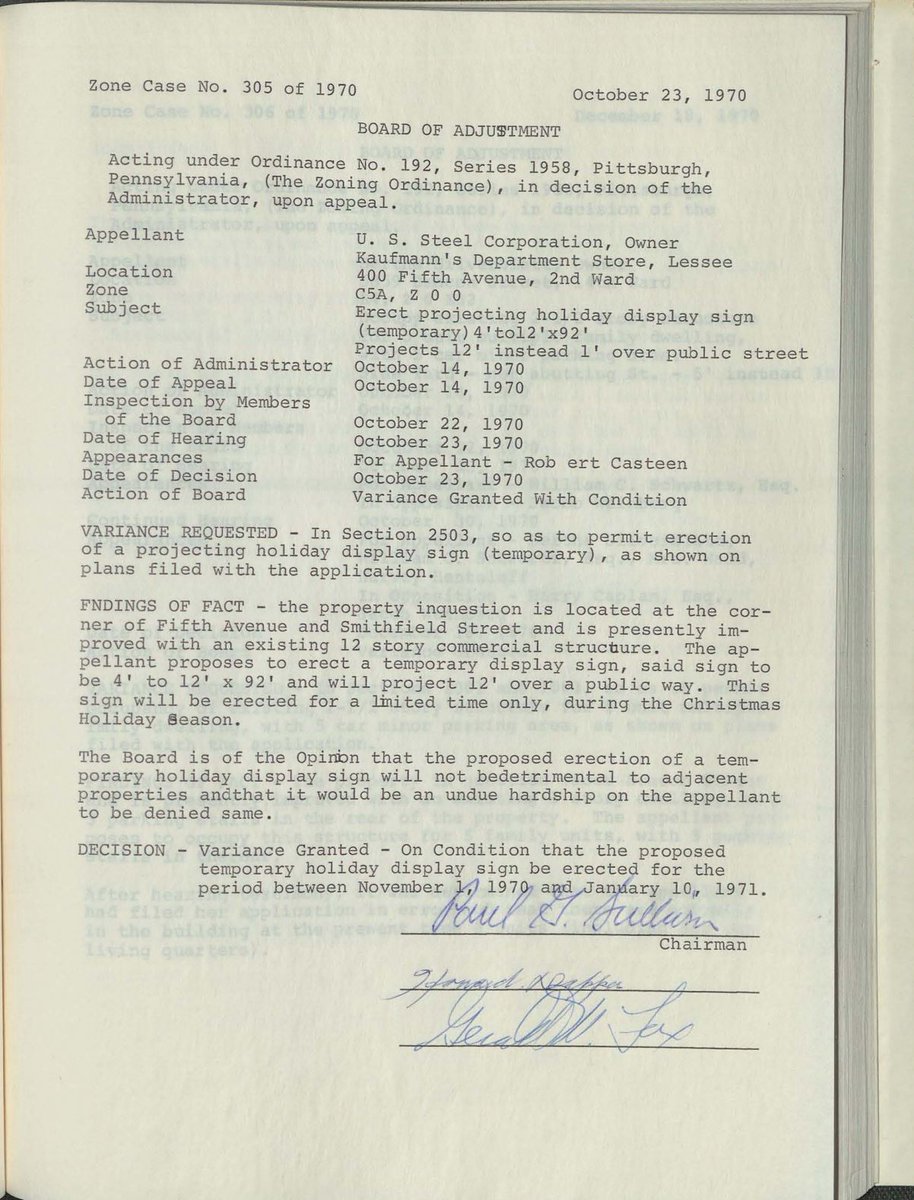 Zone Case No. 305 of 1970
October 23, 1970
BOARD OF ADJUSTMENT
Acting under Ordinance No. 192, Series 1958, Pittsburgh,
Pennsylvania, (The Zoning Ordinance), in decision of the
Administrator, upon appeal.
Appellant U. S. Steel Corporation, Owner
Kaufmann's Department Store, Lessee
Location 400 Fifth Avenue, 2nd Ward
Zone C5A, Z O O
Subject Erect projecting holiday display sign
(temporary)4'to12'x92'
Projects 12' instead 1' over public street
Action of Administrator October 14, 1970
Date of Appeal October 14, 1970
Inspection by Members
of the Board October 22, 1970
Date of Hearing October 23, 1970
Appearances For Appellant - Rob ert Casteen
Date of Decision October 23, 1970
Action of Board Variance Granted With Condition
VARIANCE REQUESTED - In Section 2503, so as to permit erection
of a projecting holiday display sign (temporary), as shown on
plans filed with the application.
FNDINGS OF FACT - the property inquestion is located at the cor-
ner of Fifth Avenue and Smithfield Street and is presently im-
proved with an existing 12 story commercial structure. The ap-
pellant proposes to erect a temporary display sign, said sign to
be 4' to 12' x 92' and will project 12' over a public way. This
sign will be erected for a limited time only, during the Christmas
Holiday Season.
The Board is of the Opinion that the proposed erection of a tem-
porary holiday display sign will not bedetrimental to adjacent
properties andthat it would be an undue hardship on the appellant
to be denied same.
DECISION - Variance Granted - On Condition that the proposed
temporary holiday display sign be erected for the
period between November 1, 1970 and January 10, 1971.
Paul G. Sullivan
Chairman
Howard
Gerald W. Fox